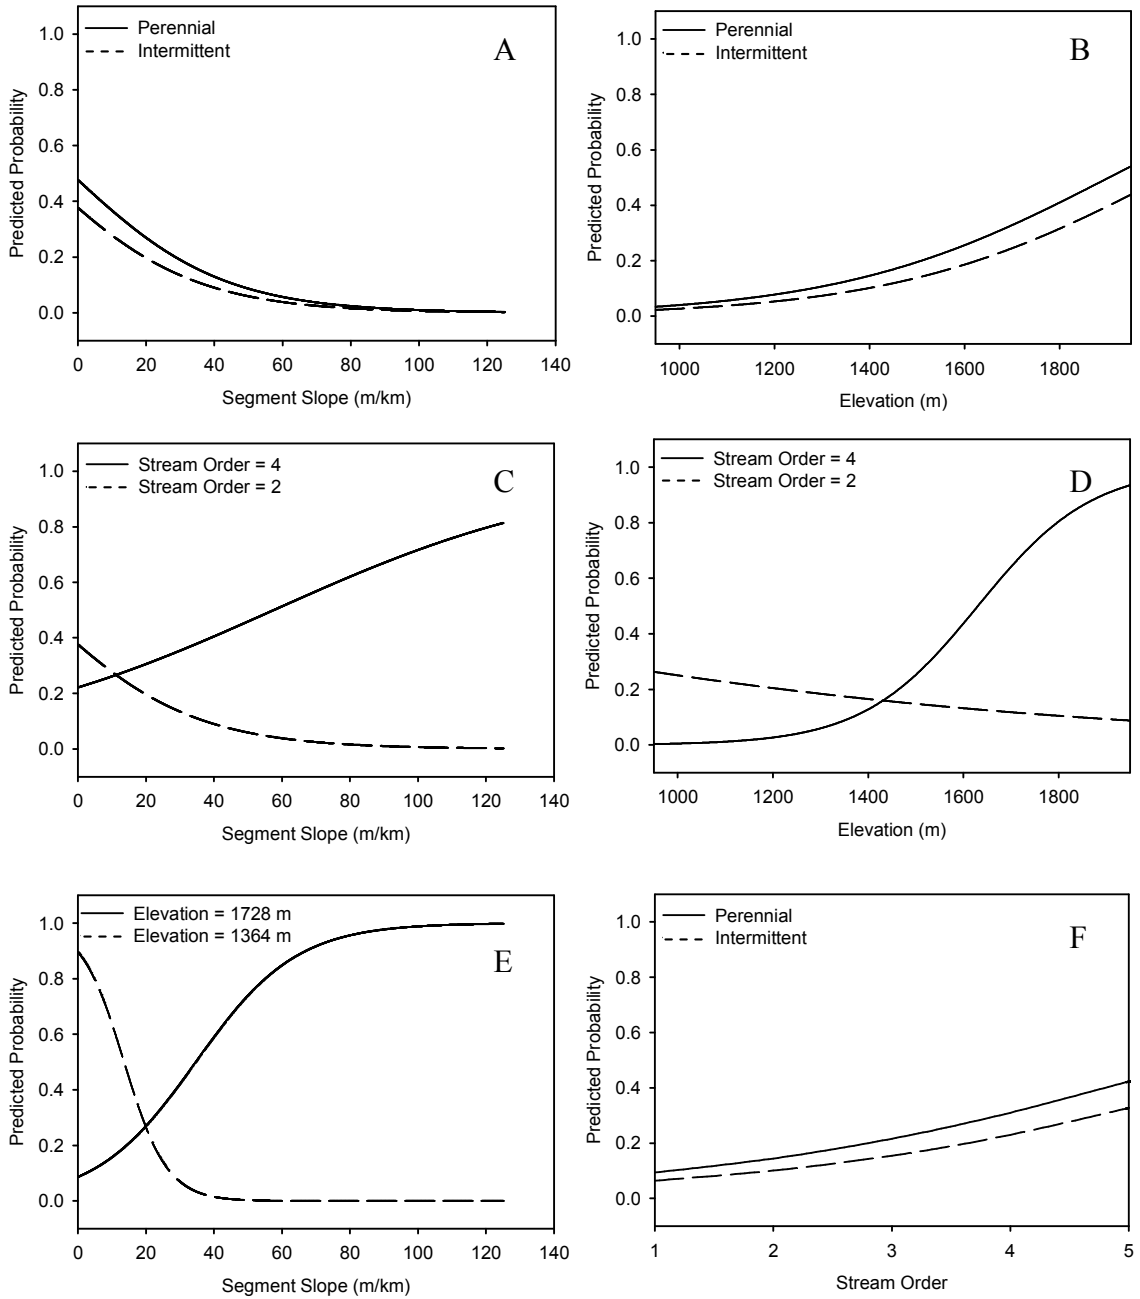 Perennial
Intermittent
A
Predicted Probability
1.0
0.8
0.6
0.4
0.2
0.0
0 20 40 60 80 100 120 140
Segment Slope (m/km)
Perennial
Intermittent
B
Predicted Probability
1.0
0.8
0.6
0.4
0.2
0.0
1000 1200 1400 1600 1800
Elevation (m)
Stream Order = 4
Stream Order = 2
C
Predicted Probability
1.0
0.8
0.6
0.4
0.2
0.0
0 20 40 60 80 100 120 140
Segment Slope (m/km)
Stream Order = 4
Stream Order = 2
D
Predicted Probability
1.0
0.8
0.6
0.4
0.2
0.0
1000 1200 1400 1600 1800
Elevation (m)
Elevation = 1728 m
Elevation = 1364 m
E
Predicted Probability
1.0
0.8
0.6
0.4
0.2
0.0
0 20 40 60 80 100 120 140
Segment Slope (m/km)
Perennial
Intermittent
F
Predicted Probability
1.0
0.8
0.6
0.4
0.2
0.0
1 2 3 4 5
Stream Order